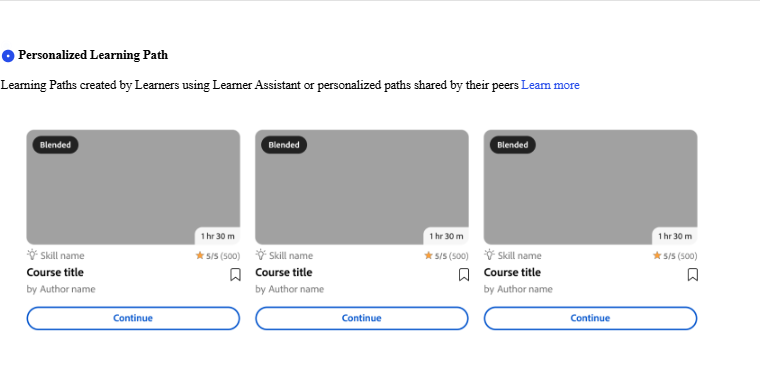 Personalized Learning Path
Learning Paths created by Learners using Learner Assistant or personalized paths shared by their peers Learn more
Blended Blended Blended
1 hr 30 m 1 hr 30 m 1 hr 30 m
Skill name 5/5 (500) Skill name 5/5 (500) Skill name 5/5 (500)
Course title Course title Course title
by Author name by Author name by Author name
Continue Continue Continue